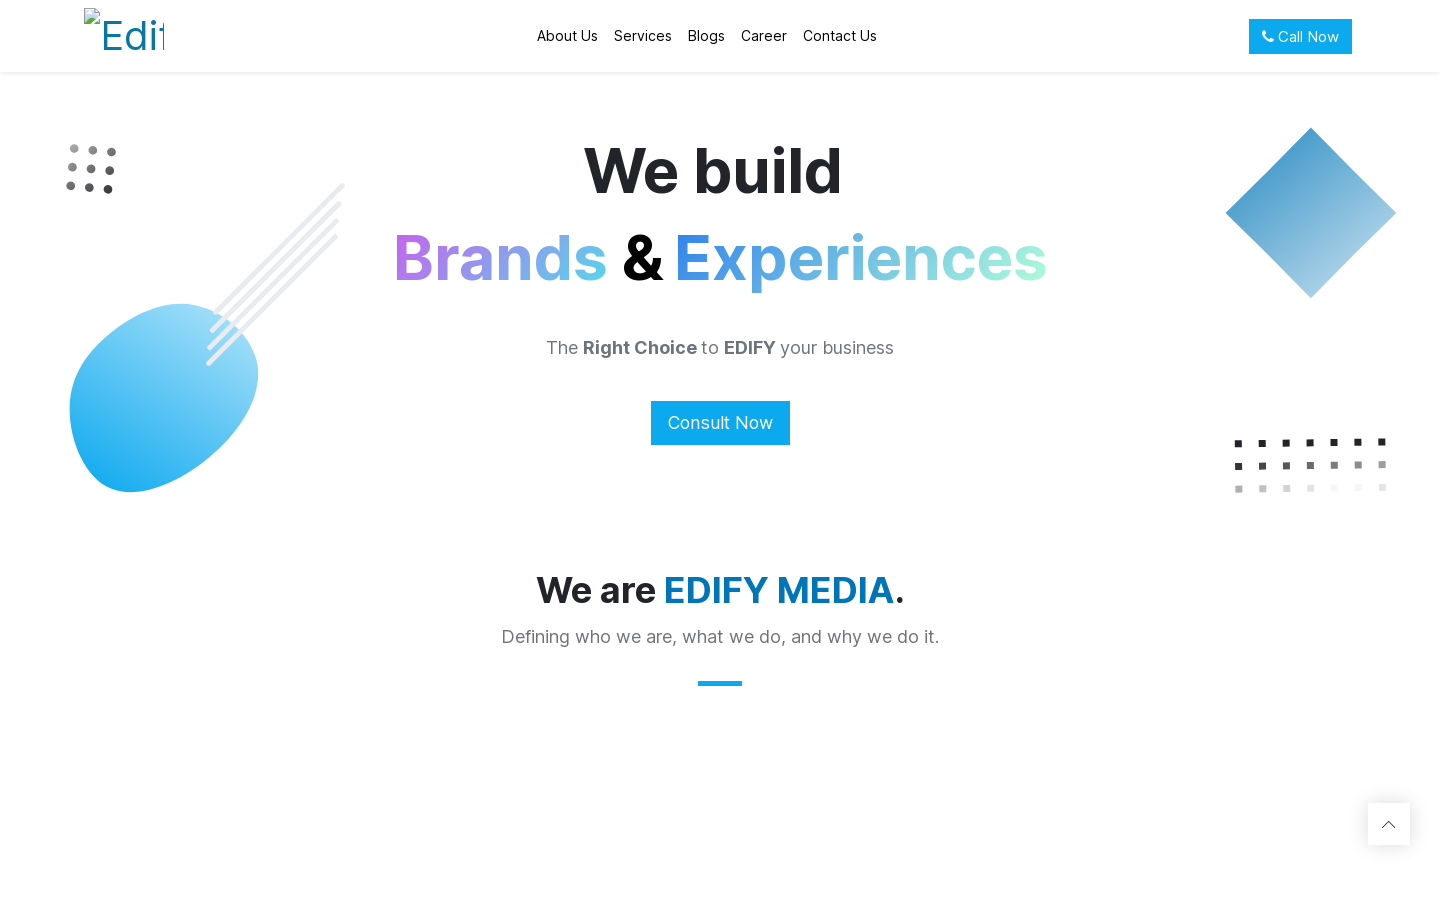 About Us Services Blogs Career Contact Us
Call Now
We build
Brands & Experiences
The Right Choice to EDIFY your business
Consult Now
We are EDIFY MEDIA.
Defining who we are, what we do, and why we do it.